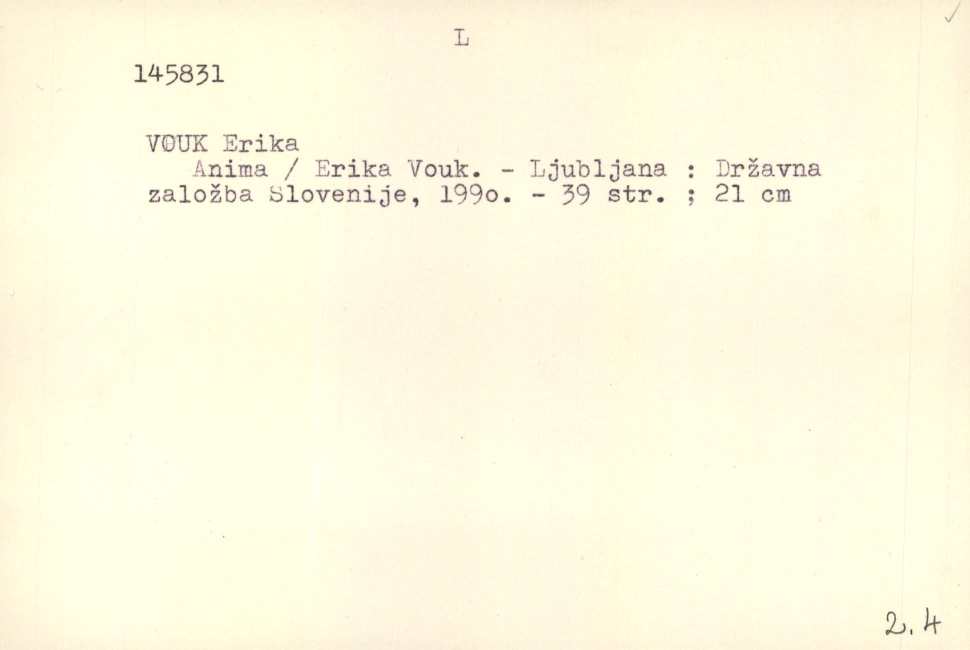 L
145831
VOUK Erika
Anima / Erika Vouk. - Ljubljana : Državna
založba Slovenije, 199o. - 39 str. ; 21 cm
2.4